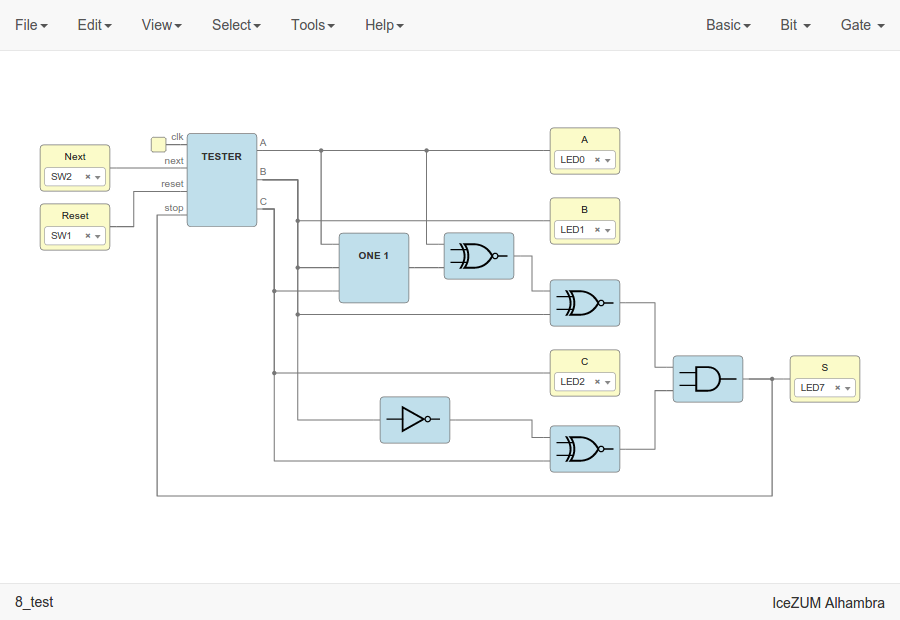 File Edit View Select Tools Help Basic Bit Gate
clk
next
reset
stop
Next
SW2
Reset
SW1
TESTER
A
B
C
A
LED0
B
LED1
ONE 1
C
LED2
S
LED7
8_test
IceZUM Alhambra